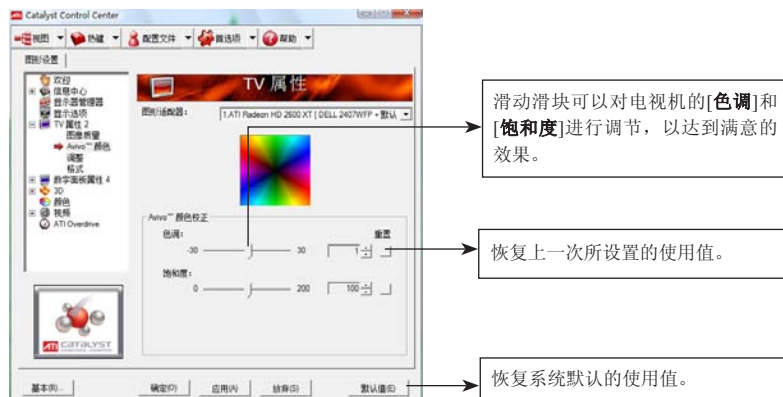 Catalyst Control Center
视图 热键 配置文件 首选项 帮助
图形设置
欢迎
信息中心
显示器管理器
显示选项
TV 属性 2
图像质量
Avivo™ 颜色
调整
格式
数字面板属性 4
3D
颜色
视频
ATI Overdrive
ATI CATALYST
TV 属性
图形适配器:
1.ATI Radeon HD 2600 XT [ DELL 2407WFP + 默认
Avivo™ 颜色校正
色调: 重置
-30 30 1
饱和度:
0 200 100
基本(B)... 确定(O) 应用(A) 放弃(S) 默认值(E)
滑动滑块可以对电视机的[色调]和
[饱和度]进行调节，以达到满意的
效果。
恢复上一次所设置的使用值。
恢复系统默认的使用值。